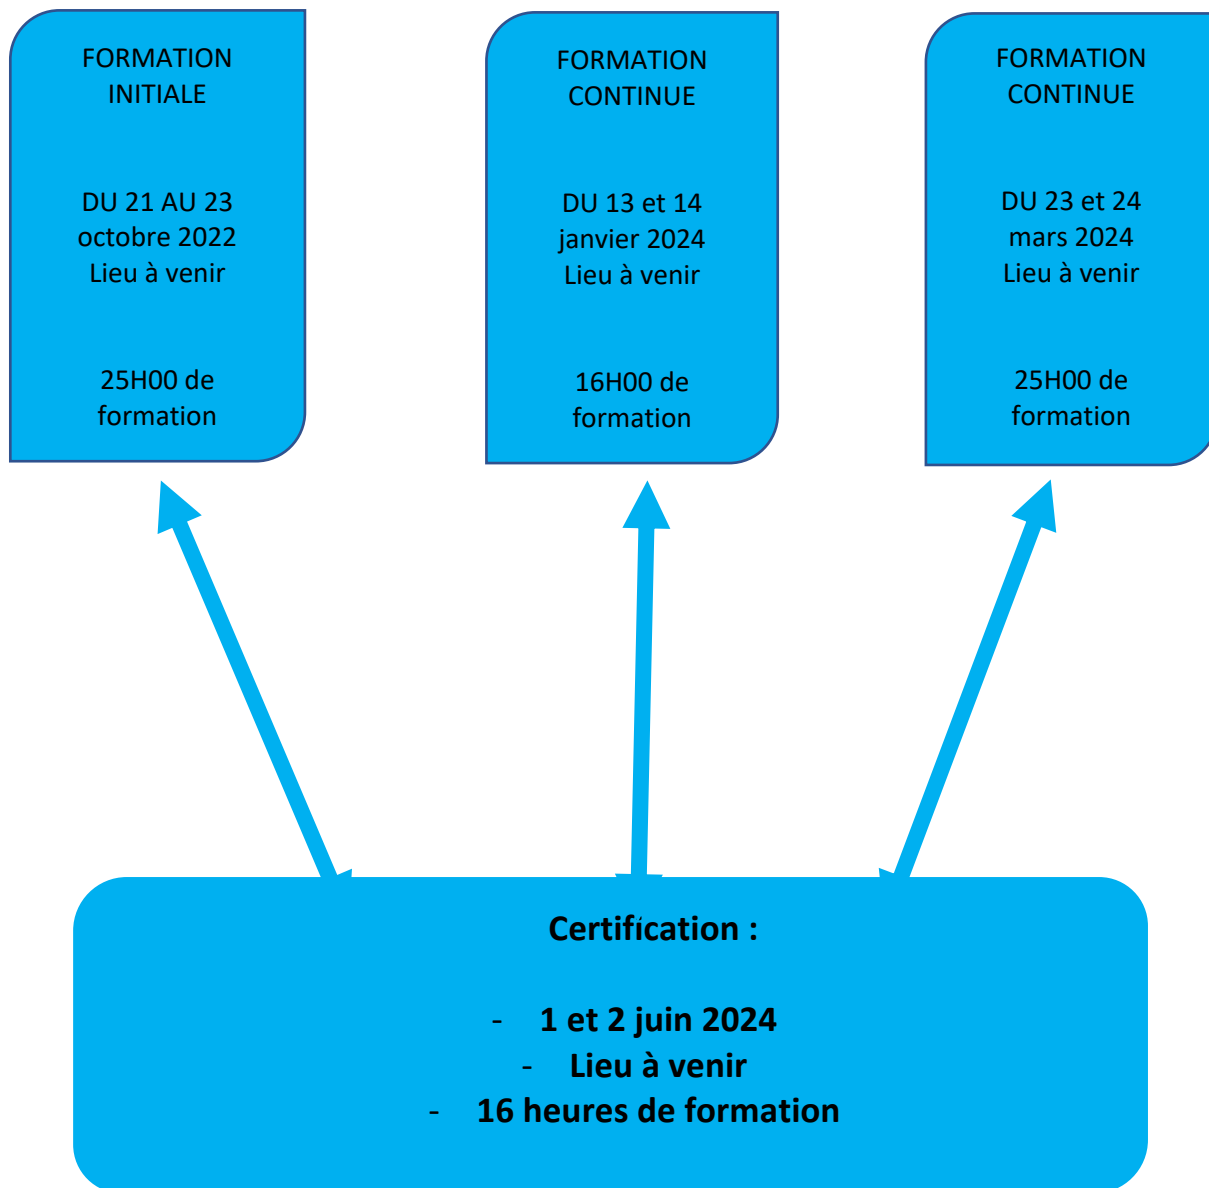 FORMATION
INITIALE
DU 21 AU 23
octobre 2022
Lieu à venir
25H00 de
formation
FORMATION
CONTINUE
DU 13 et 14
janvier 2024
Lieu à venir
16H00 de
formation
FORMATION
CONTINUE
DU 23 et 24
mars 2024
Lieu à venir
25H00 de
formation
Certification :
- 1 et 2 juin 2024
- Lieu à venir
- 16 heures de formation